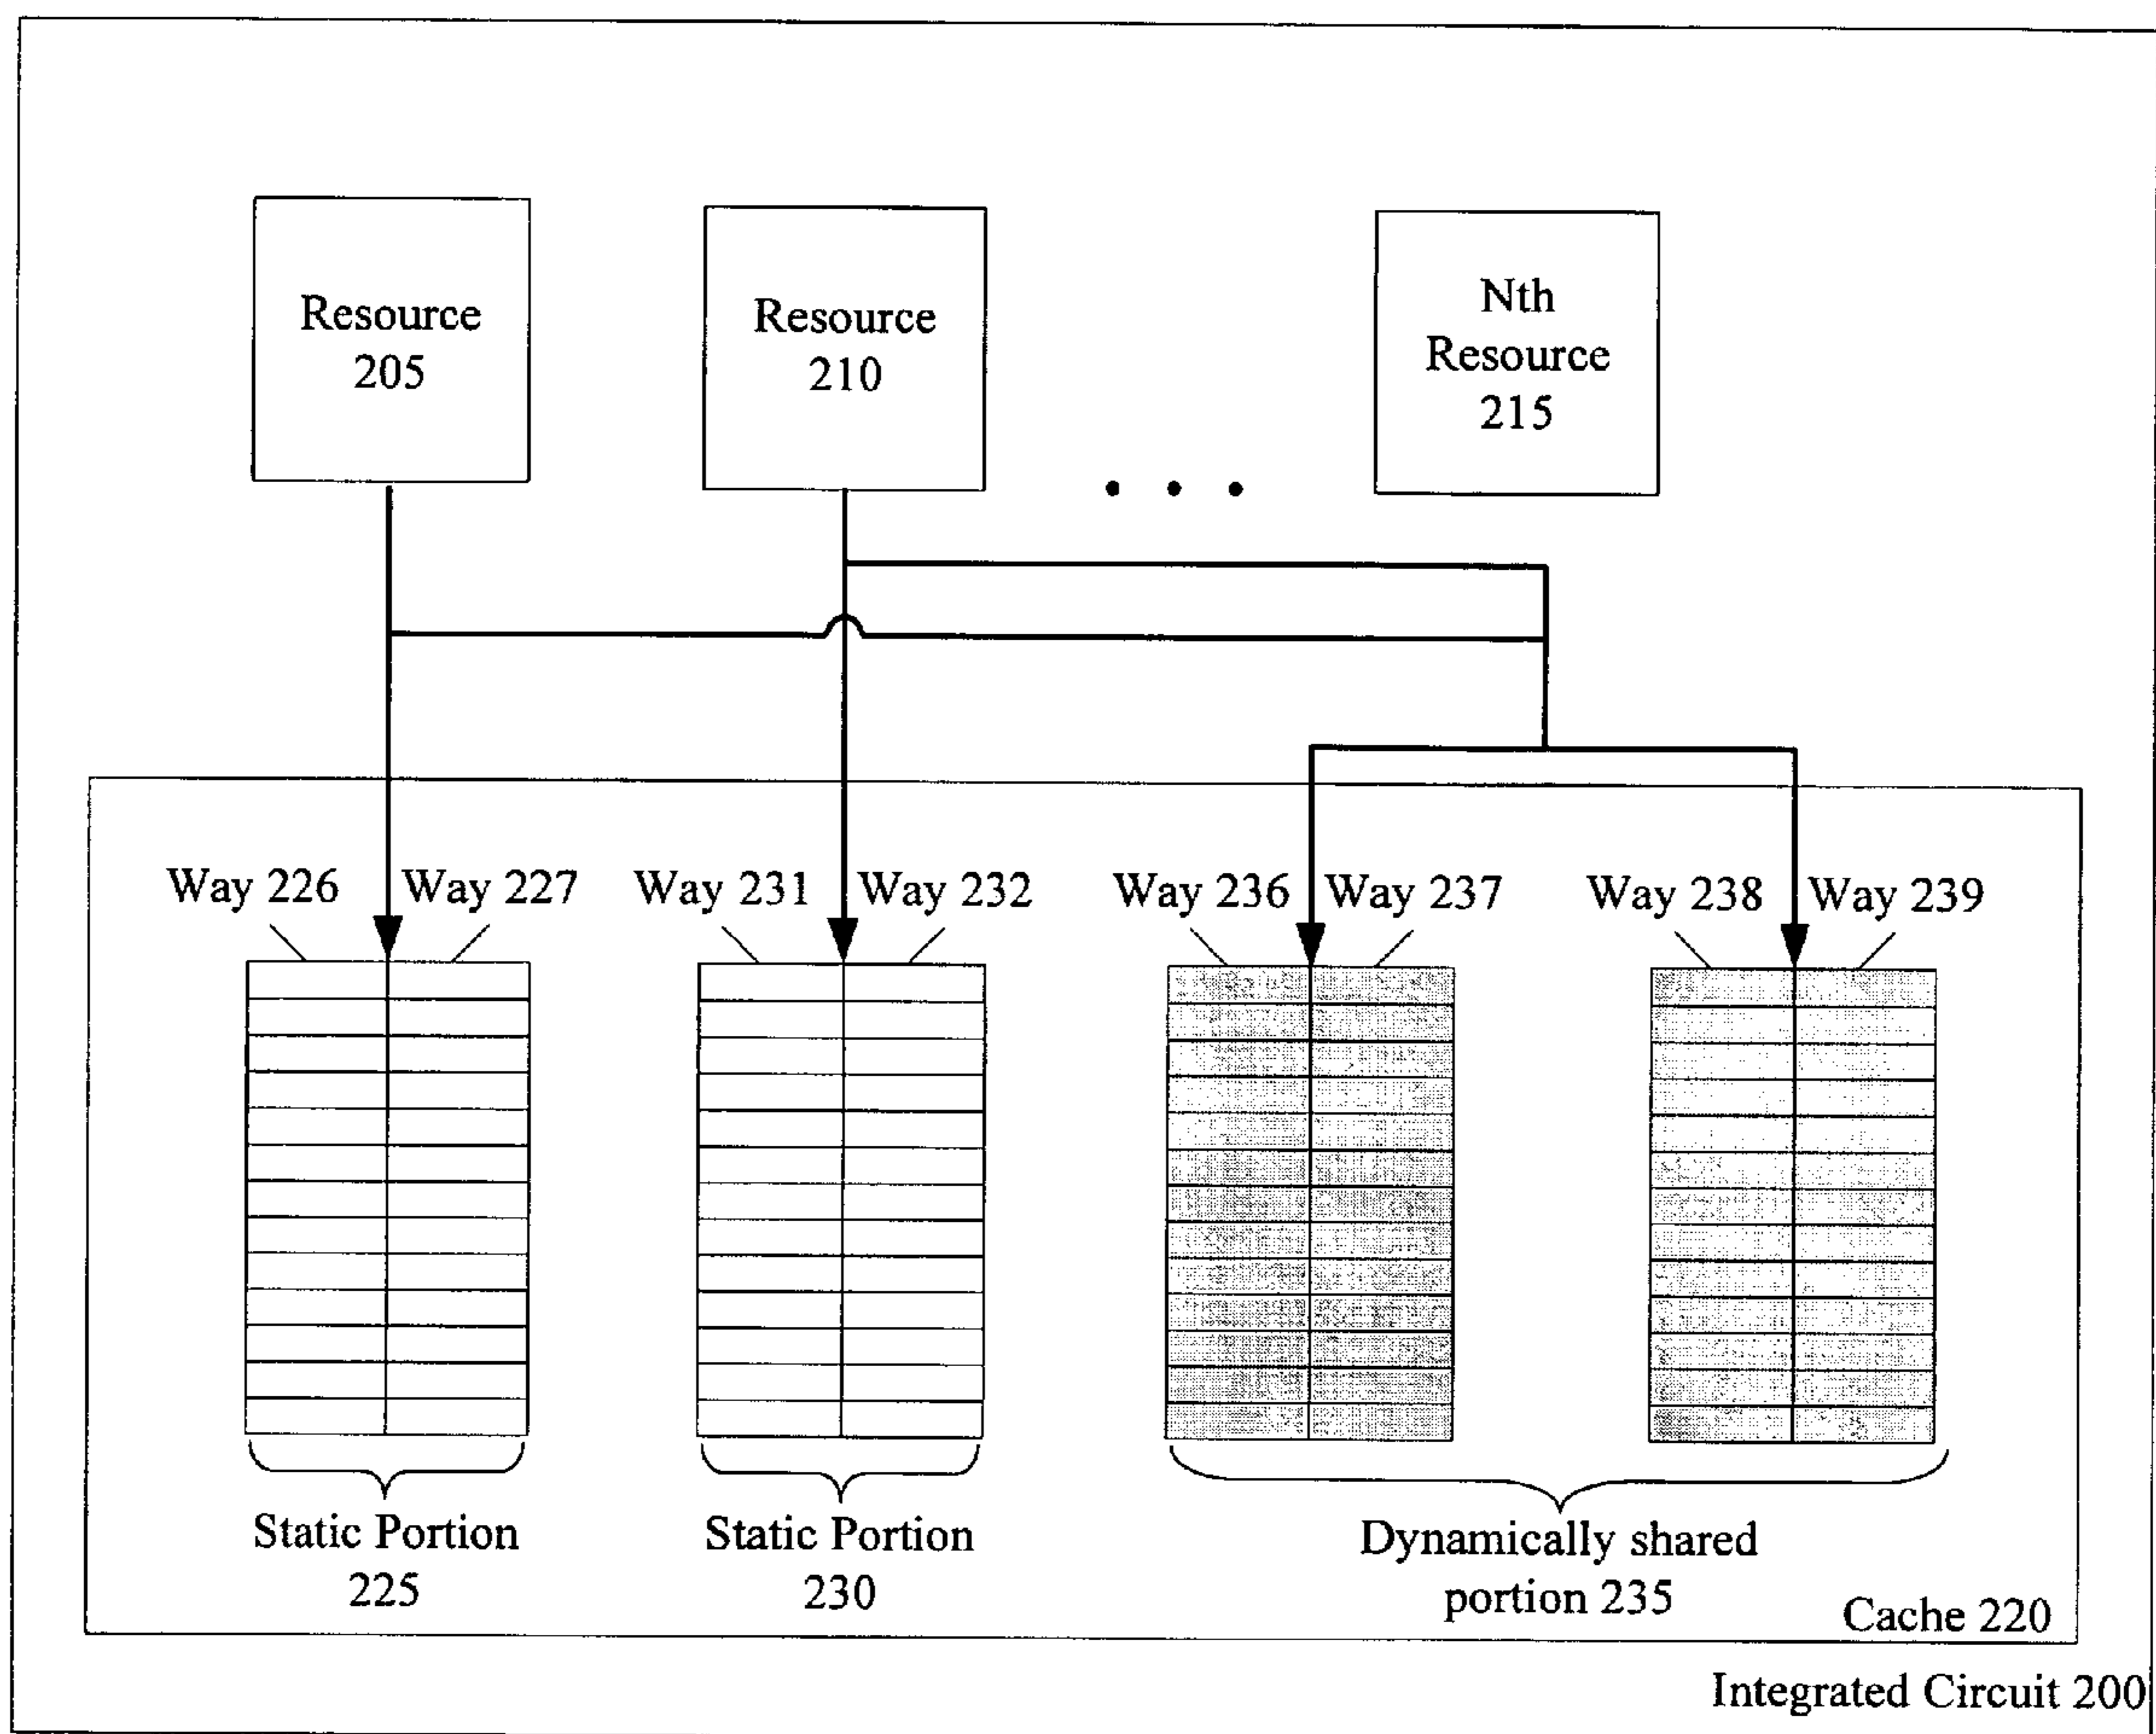 Resource
205
Resource
210
Nth
Resource
215
. . .
Way 226
Way 227
Way 231
Way 232
Way 236
Way 237
Way 238
Way 239
Static Portion
225
Static Portion
230
Dynamically shared
portion 235
Cache 220
Integrated Circuit 200